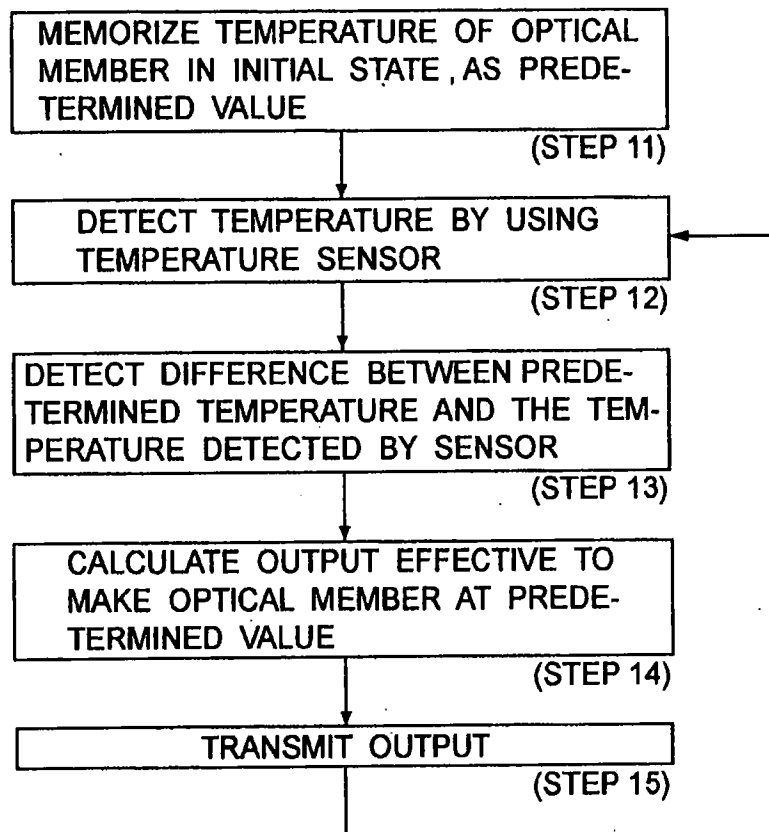 MEMORIZE TEMPERATURE OF OPTICAL
MEMBER IN INITIAL STATE, AS PREDE-
TERMINED VALUE
(STEP 11)
DETECT TEMPERATURE BY USING
TEMPERATURE SENSOR
(STEP 12)
DETECT DIFFERENCE BETWEEN PREDE-
TERMINED TEMPERATURE AND THE TEM-
PERATURE DETECTED BY SENSOR
(STEP 13)
CALCULATE OUTPUT EFFECTIVE TO
MAKE OPTICAL MEMBER AT PREDE-
TERMINED VALUE
(STEP 14)
TRANSMIT OUTPUT
(STEP 15)